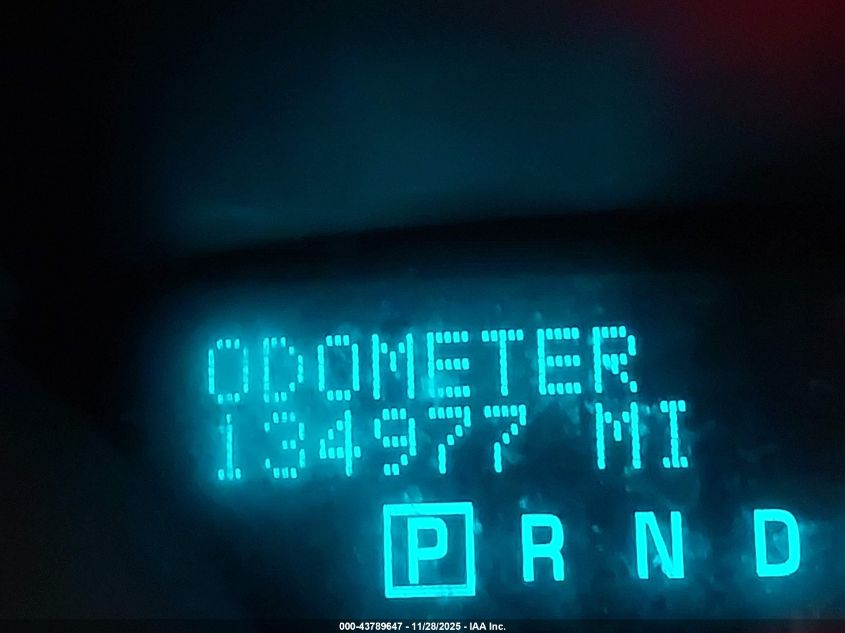 ODOMETER
134977 MI
P R N D
000-43789647 - 11/28/2025 - IAA Inc.